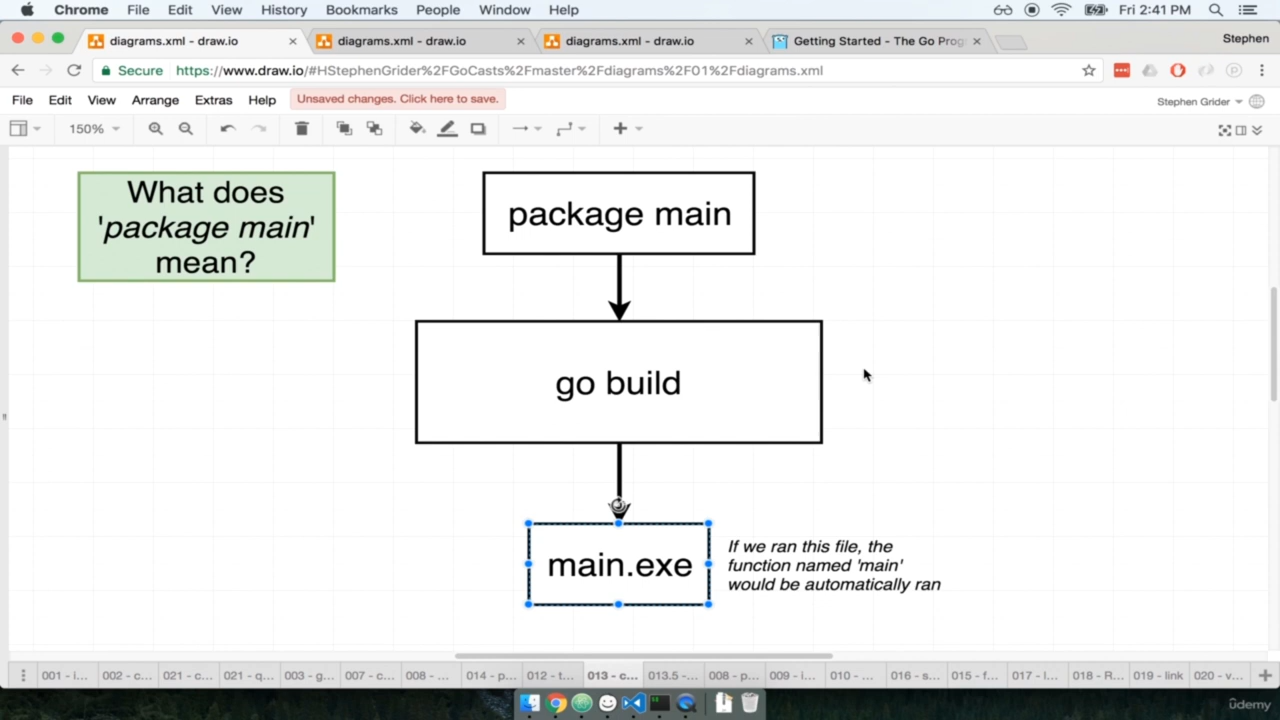 Chrome File Edit View History Bookmarks People Window Help Fri 2:41 PM
diagrams.xml - draw.io diagrams.xml - draw.io diagrams.xml - draw.io Getting Started - The Go Prog Stephen
Secure https://www.draw.io/#HStephenGrider%2FGoCasts%2Fmaster%2Fdiagrams%2F01%2Fdiagrams.xml
File Edit View Arrange Extras Help Unsaved changes. Click here to save. Stephen Grider
150%
What does
'package main'
mean?
package main
go build
main.exe
If we ran this file, the
function named 'main'
would be automatically ran
001 - i... 002 - c... 021 - c... 021 - q... 003 - g... 007 - c... 008 - ... 014 - p... 012 - t... 013 - c... 013.5 - ... 008 - p... 009 - i... 010 - ... 016 - s... 015 - f... 017 - l... 018 - R... 019 - link 020 - v...
ûdemy